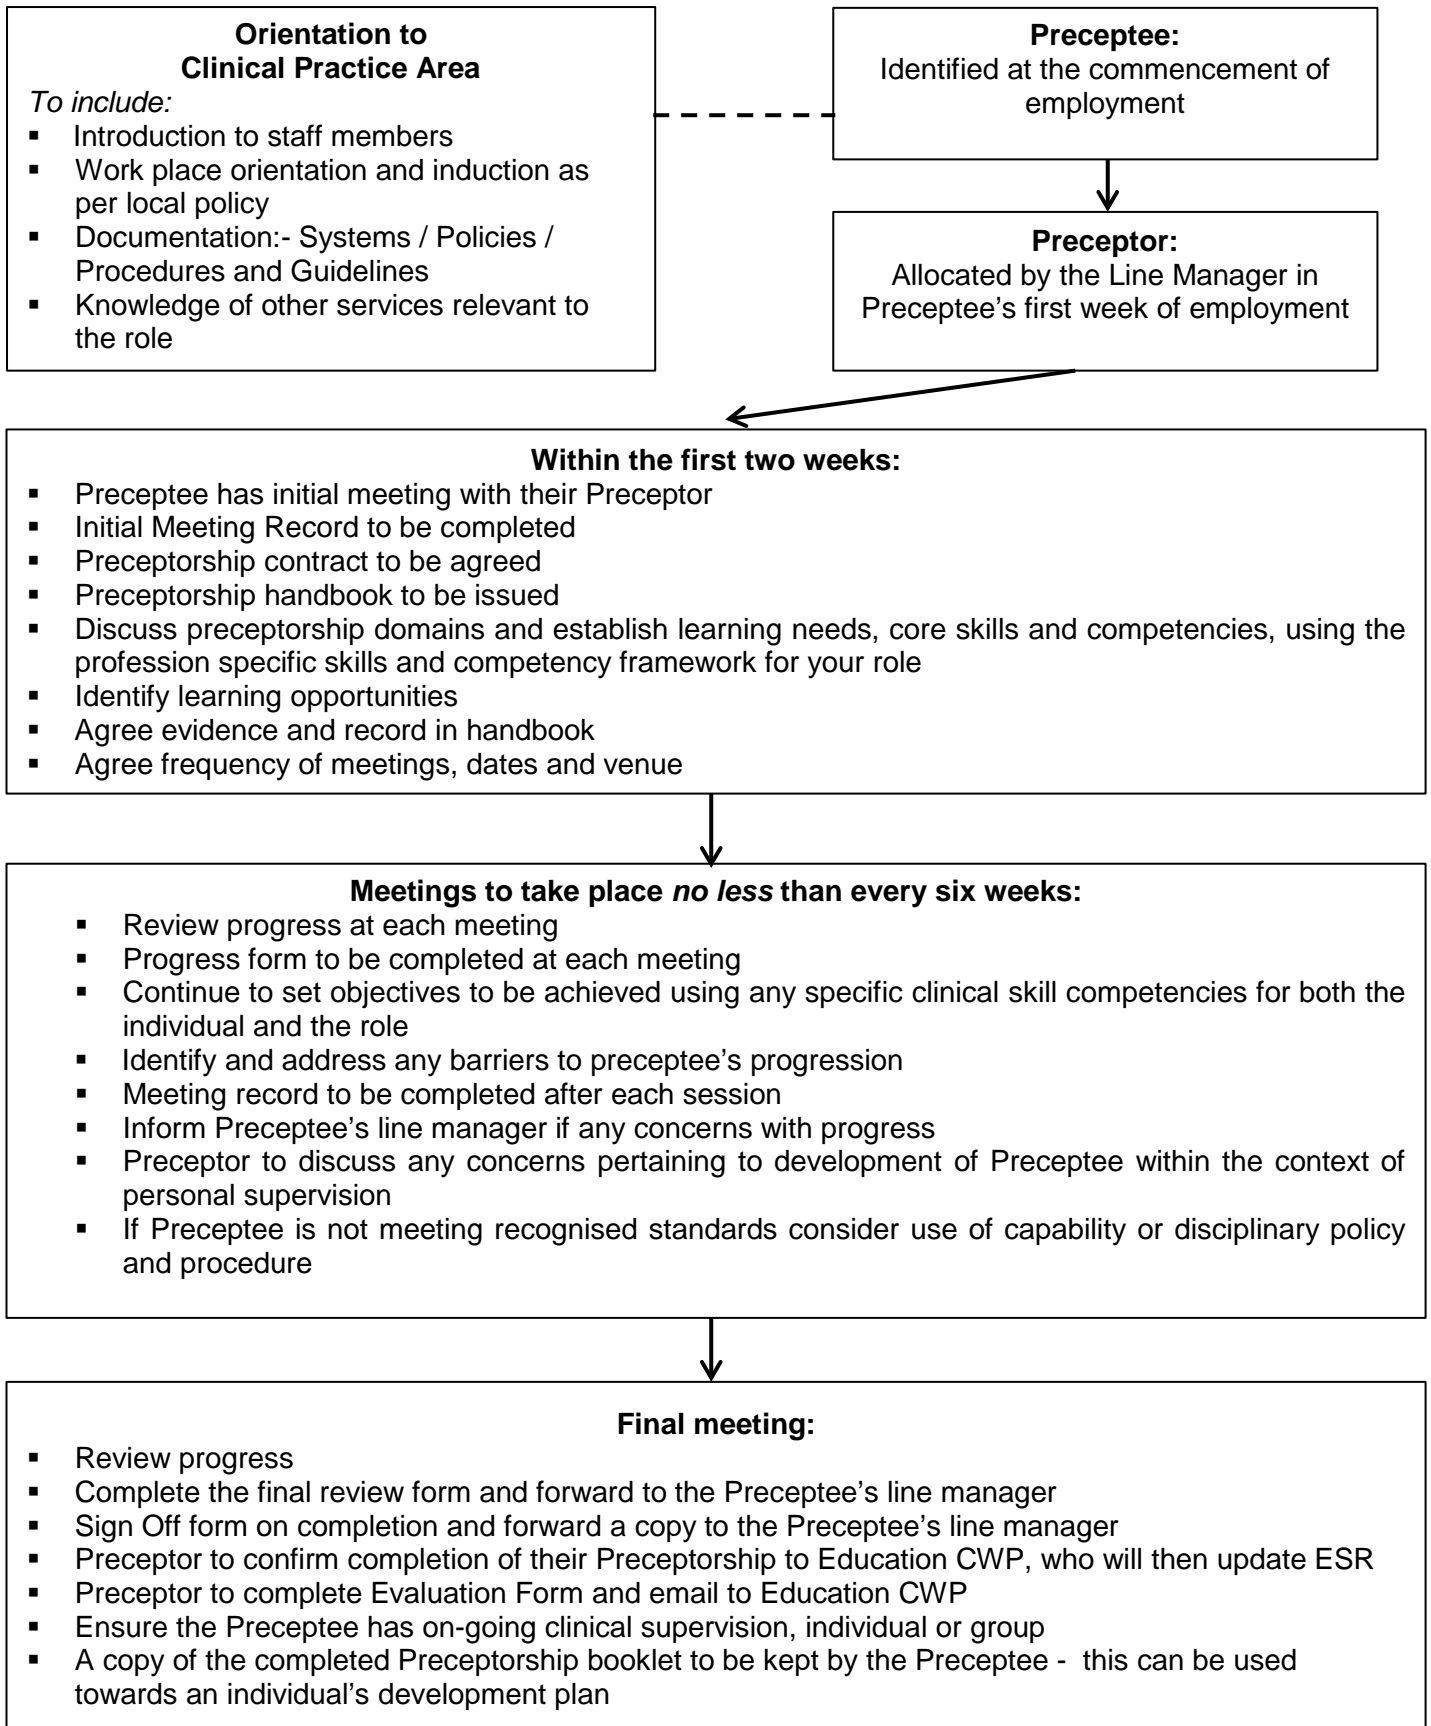 Orientation to
Clinical Practice Area
To include:
▪ Introduction to staff members
▪ Work place orientation and induction as
per local policy
▪ Documentation:- Systems / Policies /
Procedures and Guidelines
▪ Knowledge of other services relevant to
the role
Preceptee:
Identified at the commencement of
employment
Preceptor:
Allocated by the Line Manager in
Preceptee’s first week of employment
Within the first two weeks:
▪ Preceptee has initial meeting with their Preceptor
▪ Initial Meeting Record to be completed
▪ Preceptorship contract to be agreed
▪ Preceptorship handbook to be issued
▪ Discuss preceptorship domains and establish learning needs, core skills and competencies, using the
profession specific skills and competency framework for your role
▪ Identify learning opportunities
▪ Agree evidence and record in handbook
▪ Agree frequency of meetings, dates and venue
Meetings to take place no less than every six weeks:
▪ Review progress at each meeting
▪ Progress form to be completed at each meeting
▪ Continue to set objectives to be achieved using any specific clinical skill competencies for both the
individual and the role
▪ Identify and address any barriers to preceptee’s progression
▪ Meeting record to be completed after each session
▪ Inform Preceptee’s line manager if any concerns with progress
▪ Preceptor to discuss any concerns pertaining to development of Preceptee within the context of
personal supervision
▪ If Preceptee is not meeting recognised standards consider use of capability or disciplinary policy
and procedure
Final meeting:
▪ Review progress
▪ Complete the final review form and forward to the Preceptee’s line manager
▪ Sign Off form on completion and forward a copy to the Preceptee’s line manager
▪ Preceptor to confirm completion of their Preceptorship to Education CWP, who will then update ESR
▪ Preceptor to complete Evaluation Form and email to Education CWP
▪ Ensure the Preceptee has on-going clinical supervision, individual or group
▪ A copy of the completed Preceptorship booklet to be kept by the Preceptee - this can be used
towards an individual’s development plan